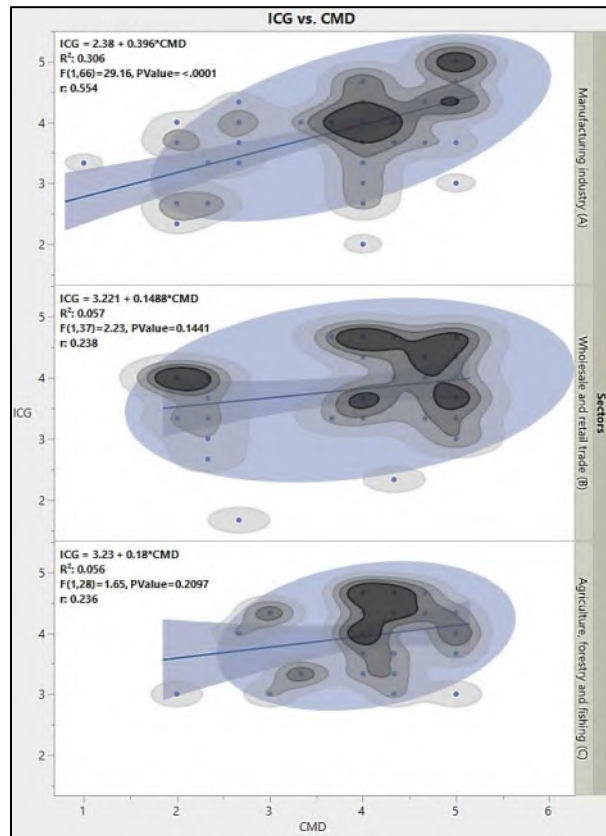 ICG vs. CMD
ICG = 2.38 + 0.396*CMD
R²: 0.306
F(1,66)=29.16, PValue= <.0001
r: 0.554
5
4
3
2
Manufacturing industry (A)
ICG = 3.221 + 0.1488*CMD
R²: 0.057
F(1,37)=2.23, PValue=0.1441
r: 0.238
5
4
3
2
Wholesale and retail trade (B)
ICG
Sectors
ICG = 3.23 + 0.18*CMD
R²: 0.056
F(1,28)=1.65, PValue=0.2097
r: 0.236
5
4
3
2
Agriculture, forestry and fishing (C)
1 2 3 4 5 6
CMD